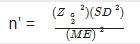 n' = (Z α/2 ²)(SD ²) / (ME) ²